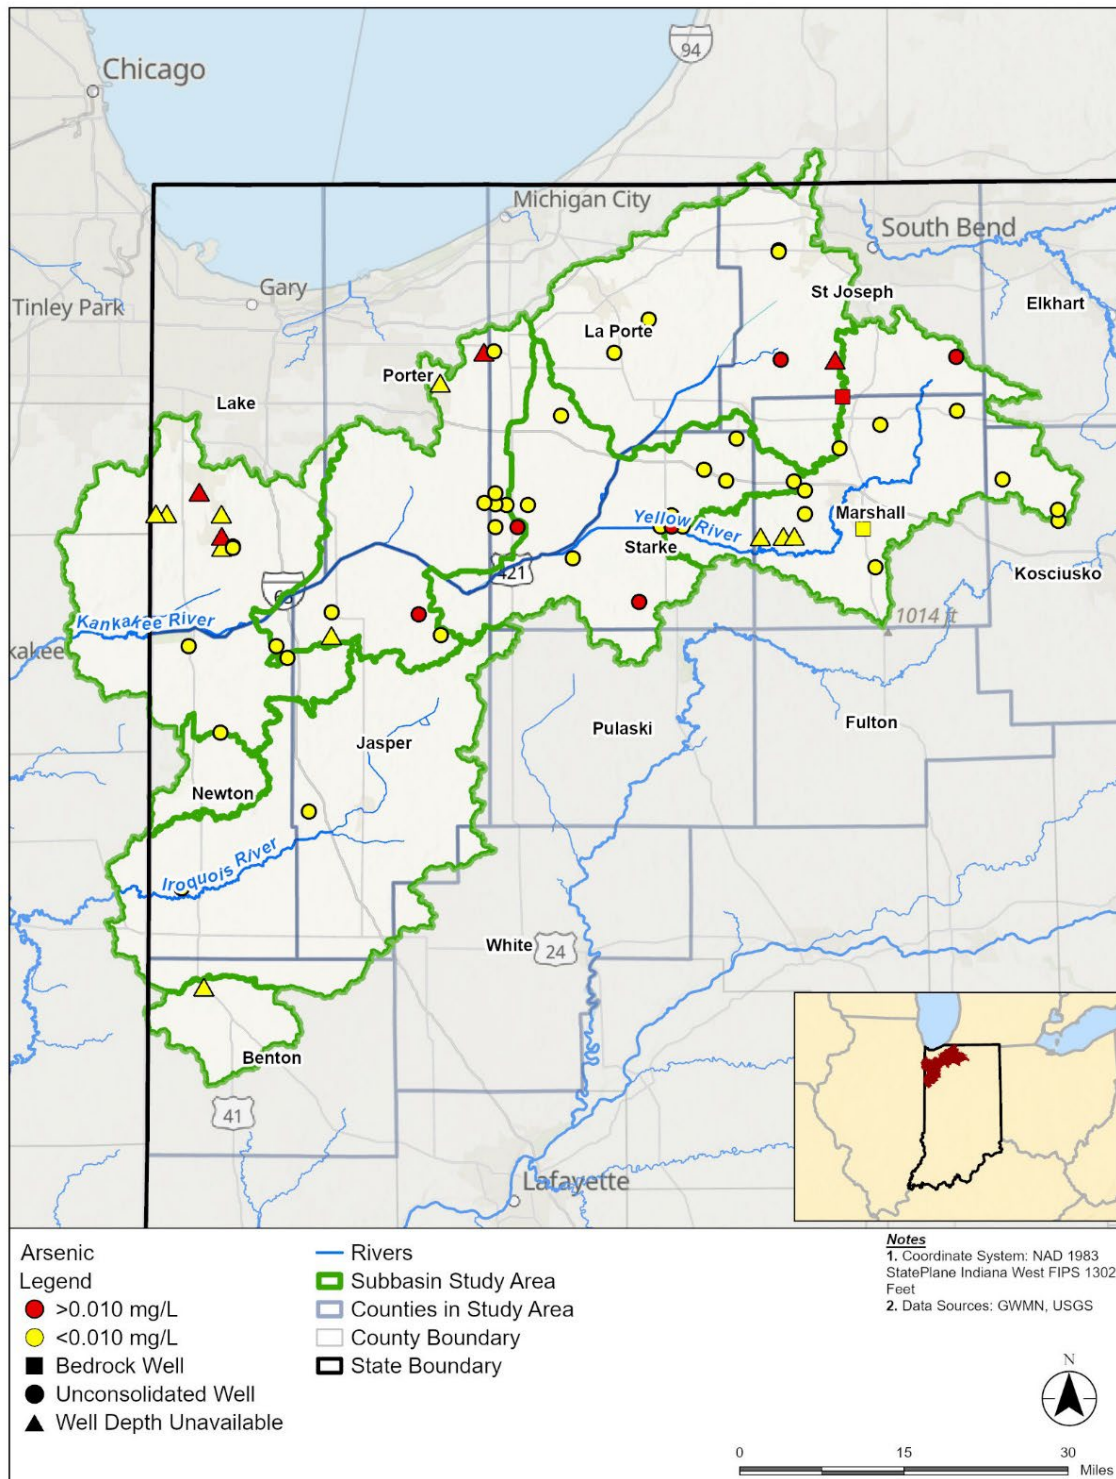 94
Chicago
Michigan City
South Bend
Gary
St Joseph
Elkhart
Tinley Park
La Porte
Porter
Lake
Marshall
Yellow River
Starke
421
Kosciusko
65
Kankakee River
1014 ft
kakee
Pulaski
Fulton
Jasper
Newton
Iroquois River
White
24
Benton
41
Lafayette
Arsenic
Legend
>0.010 mg/L
<0.010 mg/L
Bedrock Well
Unconsolidated Well
Well Depth Unavailable
Rivers
Subbasin Study Area
Counties in Study Area
County Boundary
State Boundary
Notes
1. Coordinate System: NAD 1983
StatePlane Indiana West FIPS 1302
Feet
2. Data Sources: GWMN, USGS
N
0 15 30
Miles